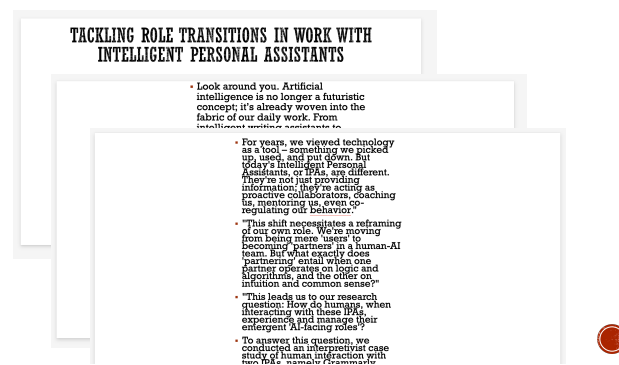 TACKLING ROLE TRANSITIONS IN WORK WITH
INTELLIGENT PERSONAL ASSISTANTS
Look around you. Artificial
intelligence is no longer a futuristic
concept; it's already woven into the
fabric of our daily work. From
intelligent writing assistants to
For years, we viewed technology
as a tool – something we picked
up, used, and put down. But
today's Intelligent Personal
Assistants, or IPAs, are different.
They're not just providing
information; they're acting as
proactive collaborators, coaching
us, mentoring us, even co-
regulating our behavior."
"This shift necessitates a reframing
of our own role. We're moving
from being mere 'users' to
becoming 'partners' in a human-AI
team. But what exactly does
'partnering' entail when one
partner operates on logic and
algorithms, and the other on
intuition and common sense?"
"This leads us to our research
question: How do humans, when
interacting with these IPAs,
experience and manage their
emergent 'AI-facing roles'?
To answer this question, we
conducted an interpretivist case
study of human interaction with
two IPAs, namely Grammarly